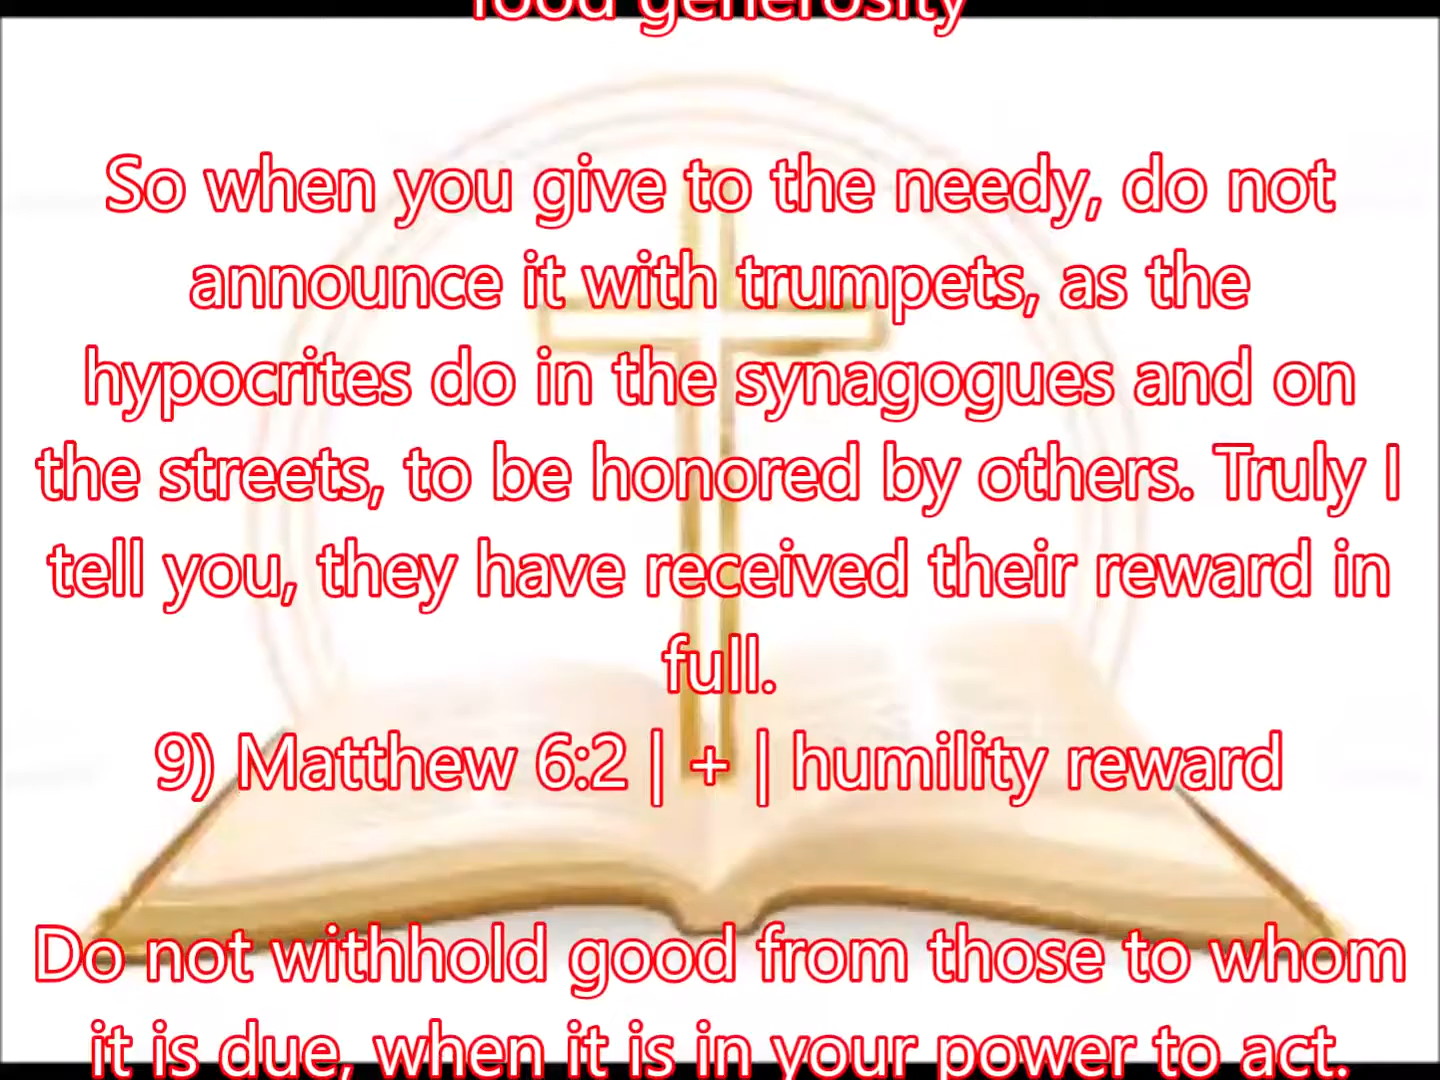 food generosity
So when you give to the needy, do not
announce it with trumpets, as the
hypocrites do in the synagogues and on
the streets, to be honored by others. Truly I
tell you, they have received their reward in
full.
9) Matthew 6:2 | + | humility reward
Do not withhold good from those to whom
it is due, when it is in your power to act.